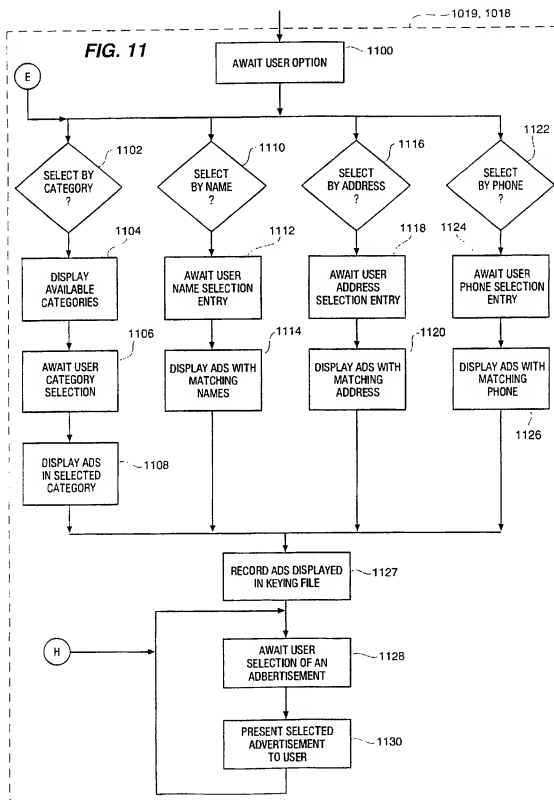 1019, 1018
FIG. 11
AWAIT USER OPTION
1100
E
SELECT
BY CATEGORY
?
1102
SELECT
BY NAME
?
1110
SELECT
BY ADDRESS
?
1116
SELECT
BY PHONE
?
1122
DISPLAY
AVAILABLE
CATEGORIES
1104
AWAIT USER
NAME SELECTION
ENTRY
1112
AWAIT USER
ADDRESS
SELECTION ENTRY
1118
AWAIT USER
PHONE SELECTION
ENTRY
1124
AWAIT USER
CATEGORY
SELECTION
1106
DISPLAY ADS WITH
MATCHING
NAMES
1114
DISPLAY ADS WITH
MATCHING
ADDRESS
1120
DISPLAY ADS WITH
MATCHING
PHONE
1126
DISPLAY ADS
IN SELECTED
CATEGORY
1108
RECORD ADS DISPLAYED
IN KEYING FILE
1127
H
AWAIT USER
SELECTION OF AN
ADBERTISEMENT
1128
PRESENT SELECTED
ADVERTISEMENT
TO USER
1130